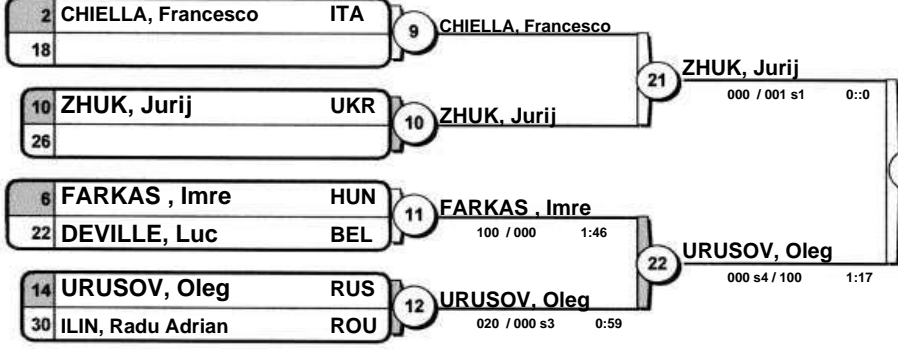 2 CHIELLA, Francesco ITA
18
9
CHIELLA, Francesco
10 ZHUK, Jurij UKR
26
10
ZHUK, Jurij
21
ZHUK, Jurij
000 / 001 s1 0::0
6 FARKAS , Imre HUN
22 DEVILLE, Luc BEL
11
FARKAS , Imre
100 / 000 1:46
14 URUSOV, Oleg RUS
30 ILIN, Radu Adrian ROU
12
URUSOV, Oleg
020 / 000 s3 0:59
22
URUSOV, Oleg
000 s4 / 100 1:17